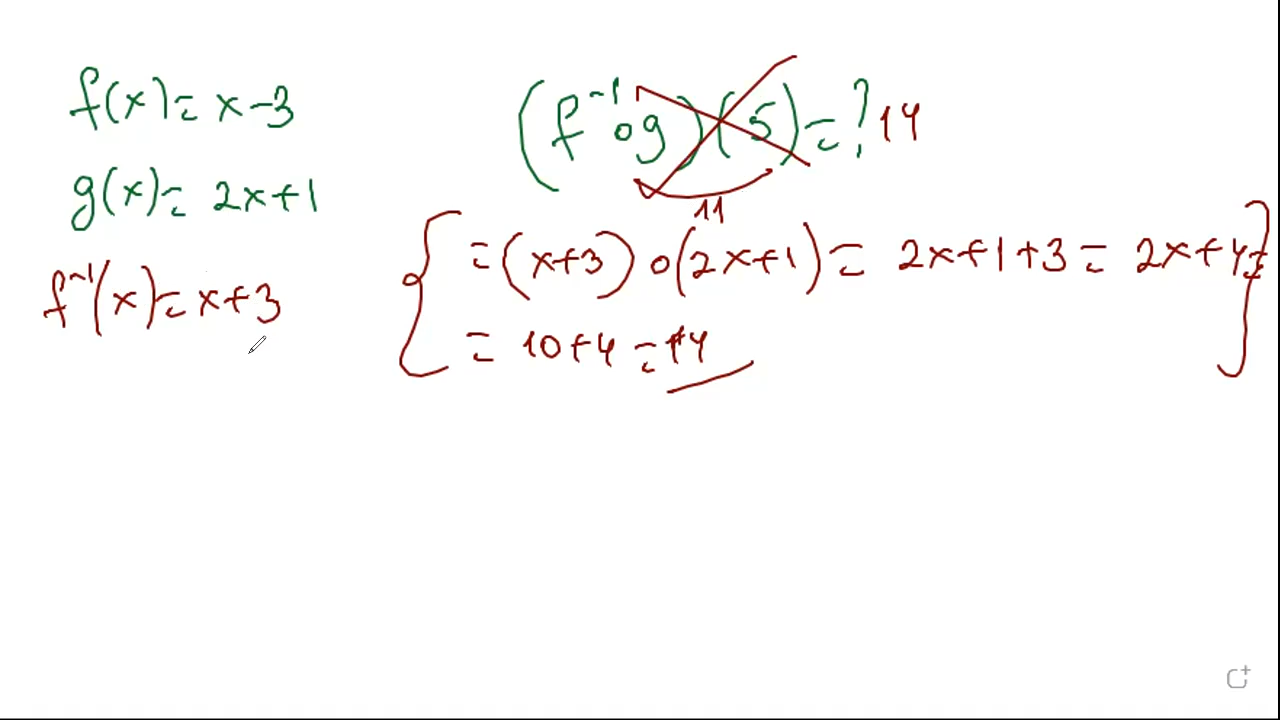 f(x) = x-3
g(x) = 2x+1
f⁻¹(x) = x+3
(f⁻¹og)(5) = ? 14
11
{ = (x+3) o (2x+1) = 2x+1+3 = 2x+4 =
= 10+4 = 14 }